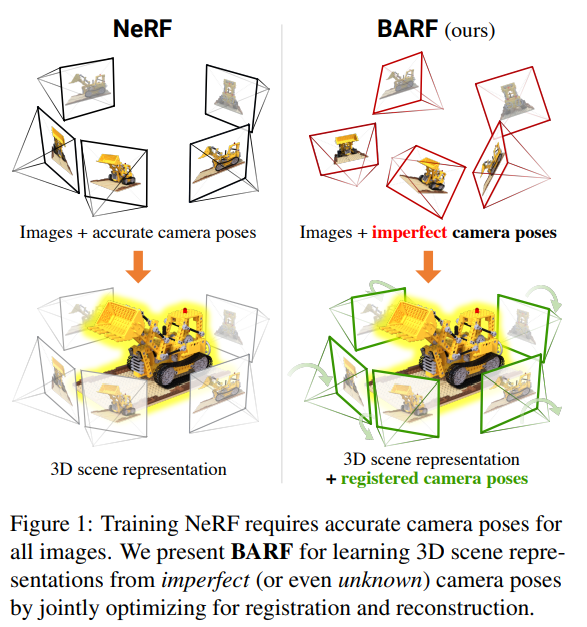 NeRF
BARF (ours)
Images + accurate camera poses
Images + imperfect camera poses
3D scene representation
3D scene representation
+ registered camera poses
Figure 1: Training NeRF requires accurate camera poses for
all images. We present BARF for learning 3D scene repre-
sentations from imperfect (or even unknown) camera poses
by jointly optimizing for registration and reconstruction.